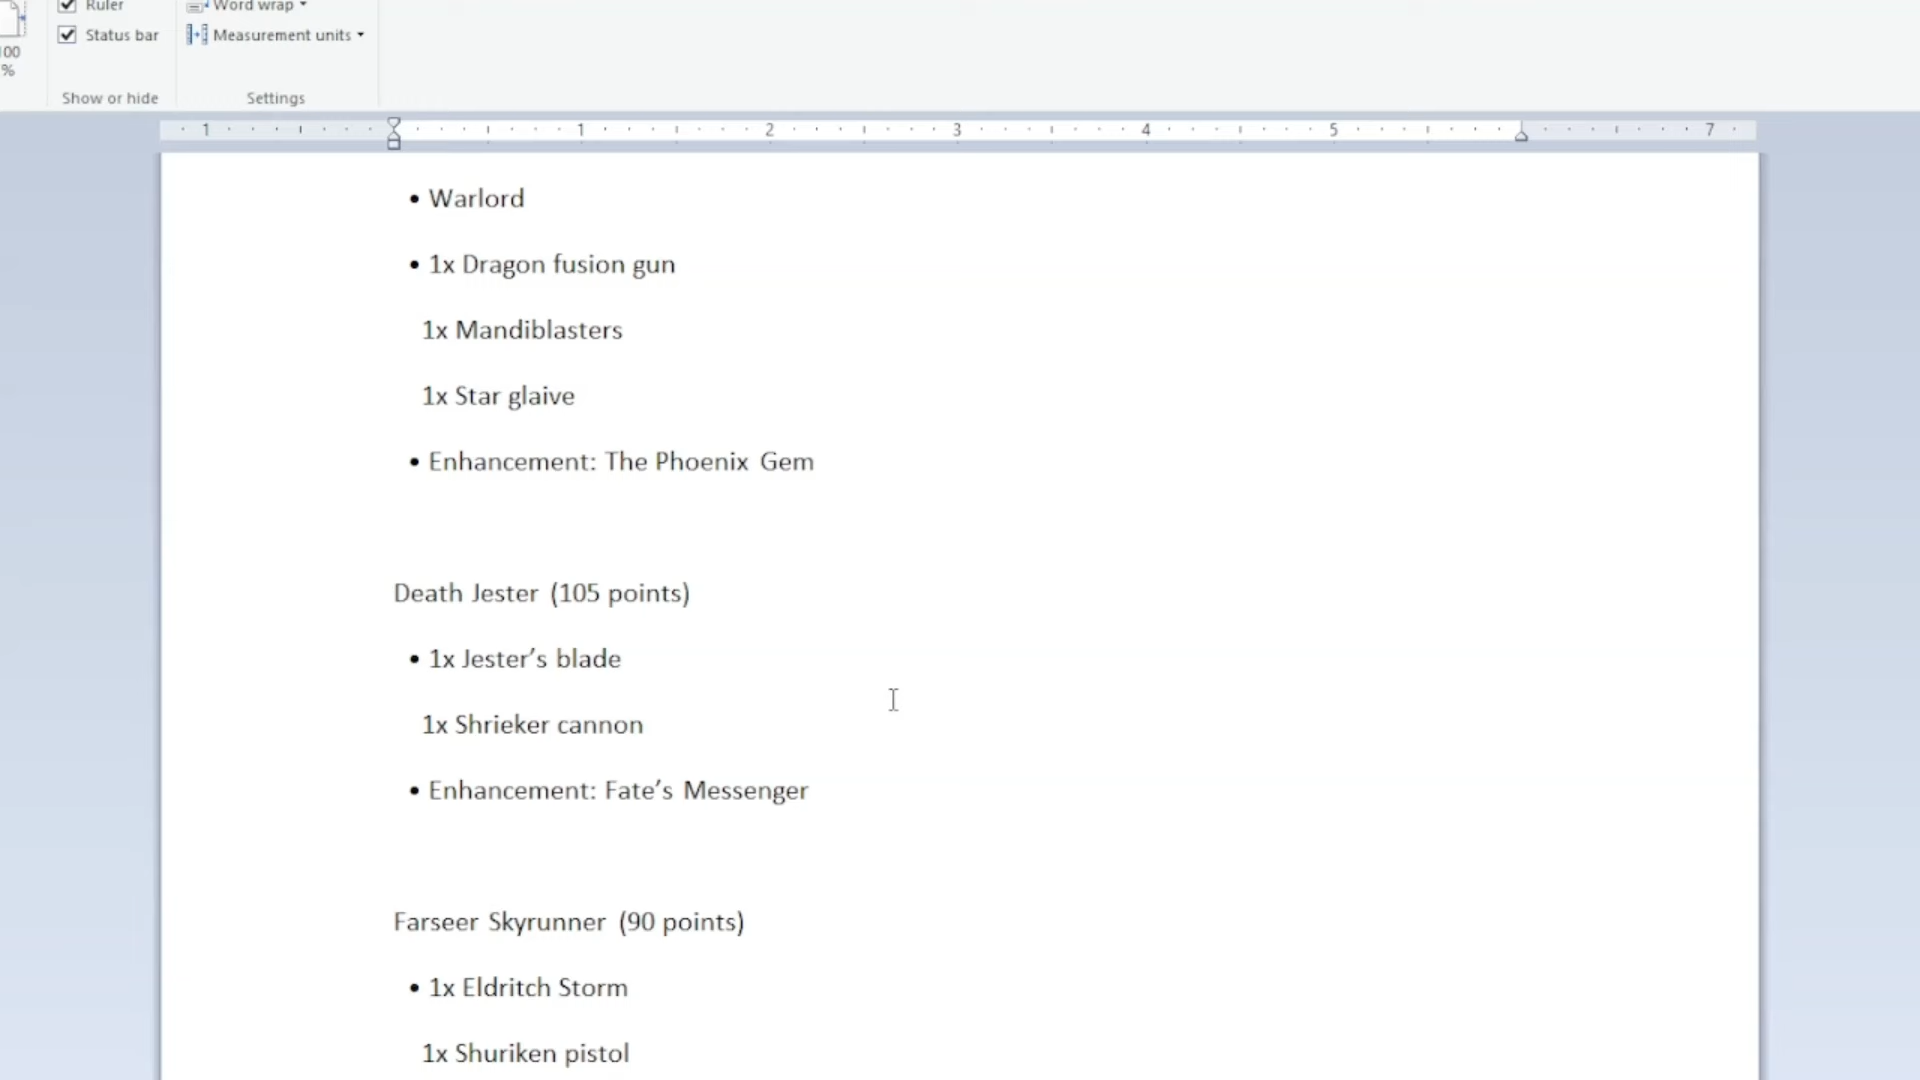 Ruler
Word wrap
100
%
Status bar
Measurement units
Show or hide
Settings
1 1 2 3 4 5 7
• Warlord
• 1x Dragon fusion gun
1x Mandiblasters
1x Star glaive
• Enhancement: The Phoenix Gem
Death Jester (105 points)
• 1x Jester’s blade
1x Shrieker cannon
• Enhancement: Fate’s Messenger
Farseer Skyrunner (90 points)
• 1x Eldritch Storm
1x Shuriken pistol